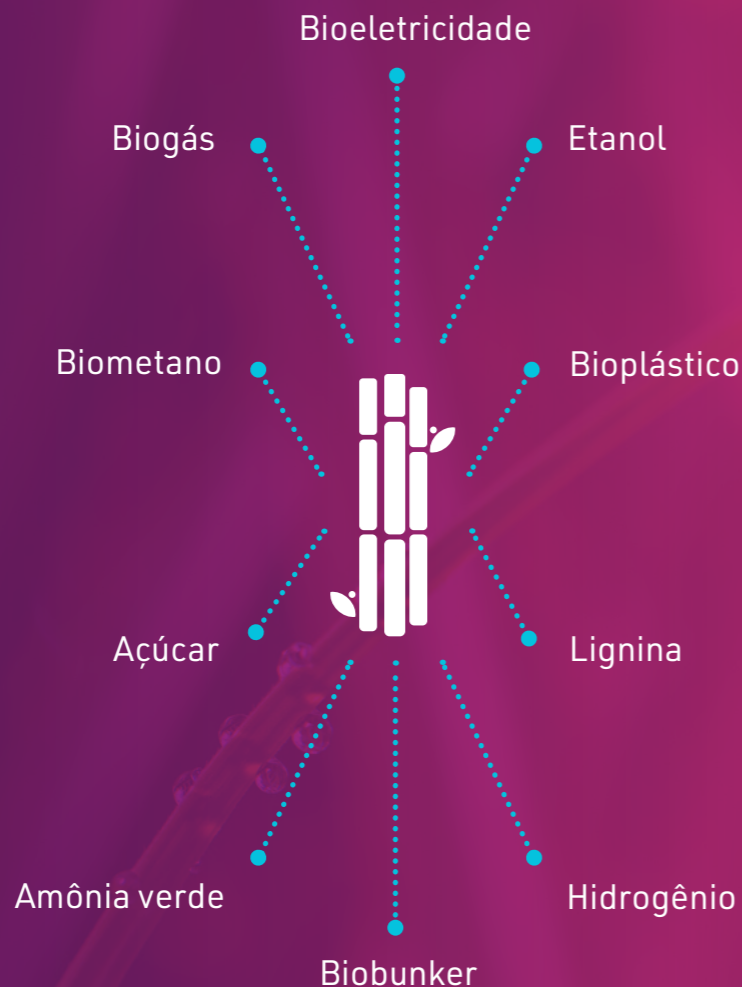 Bioeletricidade
Biogás
Etanol
Biometano
Bioplástico
Açúcar
Lignina
Amônia verde
Hidrogênio
Biobunker